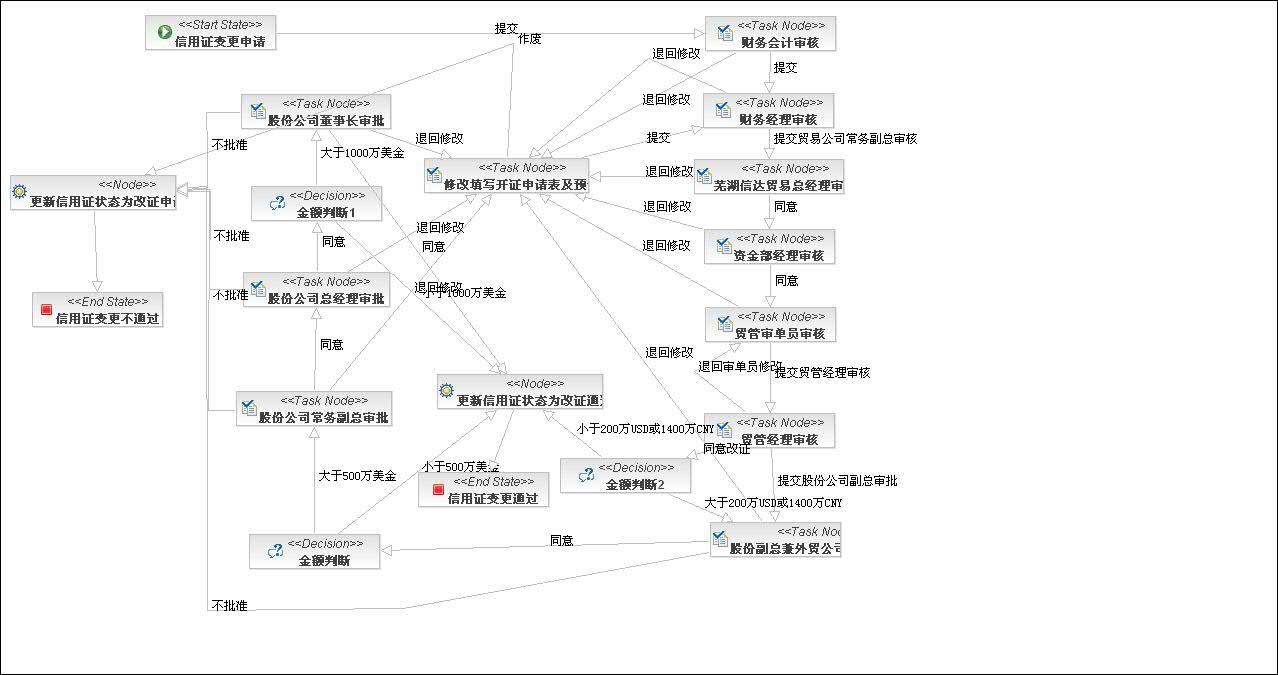 <<Start State>>
信用证变更申请
提交
作废
<<Task Node>>
财务会计审核
退回修改
提交
<<Task Node>>
股份公司董事长审批
退回修改
<<Task Node>>
财务经理审核
不批准
大于1000万美金
退回修改
提交
提交贸易公司常务副总审核
<<Node>>
更新信用证状态为改证申
<<Task Node>>
修改填写开证申请表及预
退回修改
<<Task Node>>
芜湖信达贸易总经理审
<<Decision>>
金额判断1
退回修改
同意
不批准
同意
退回修改
同意
退回修改
<<Task Node>>
资金部经理审核
<<Task Node>>
股份公司总经理审批
不批准
退回修改
小于1000万美金
同意
<<End State>>
信用证变更不通过
<<Task Node>>
贸管审单员审核
同意
退回修改
退回审单员修改
提交贸管经理审核
<<Task Node>>
股份公司常务副总审批
<<Node>>
更新信用证状态为改证通
小于200万USD或1400万CNY
<<Task Node>>
贸管经理审核
同意改证
大于500万美金
小于500万美金
<<End State>>
信用证变更通过
<<Decision>>
金额判断2
提交股份公司副总审批
大于200万USD或1400万CNY
<<Decision>>
金额判断
同意
<<Task Nod
股份副总兼外贸公司
不批准